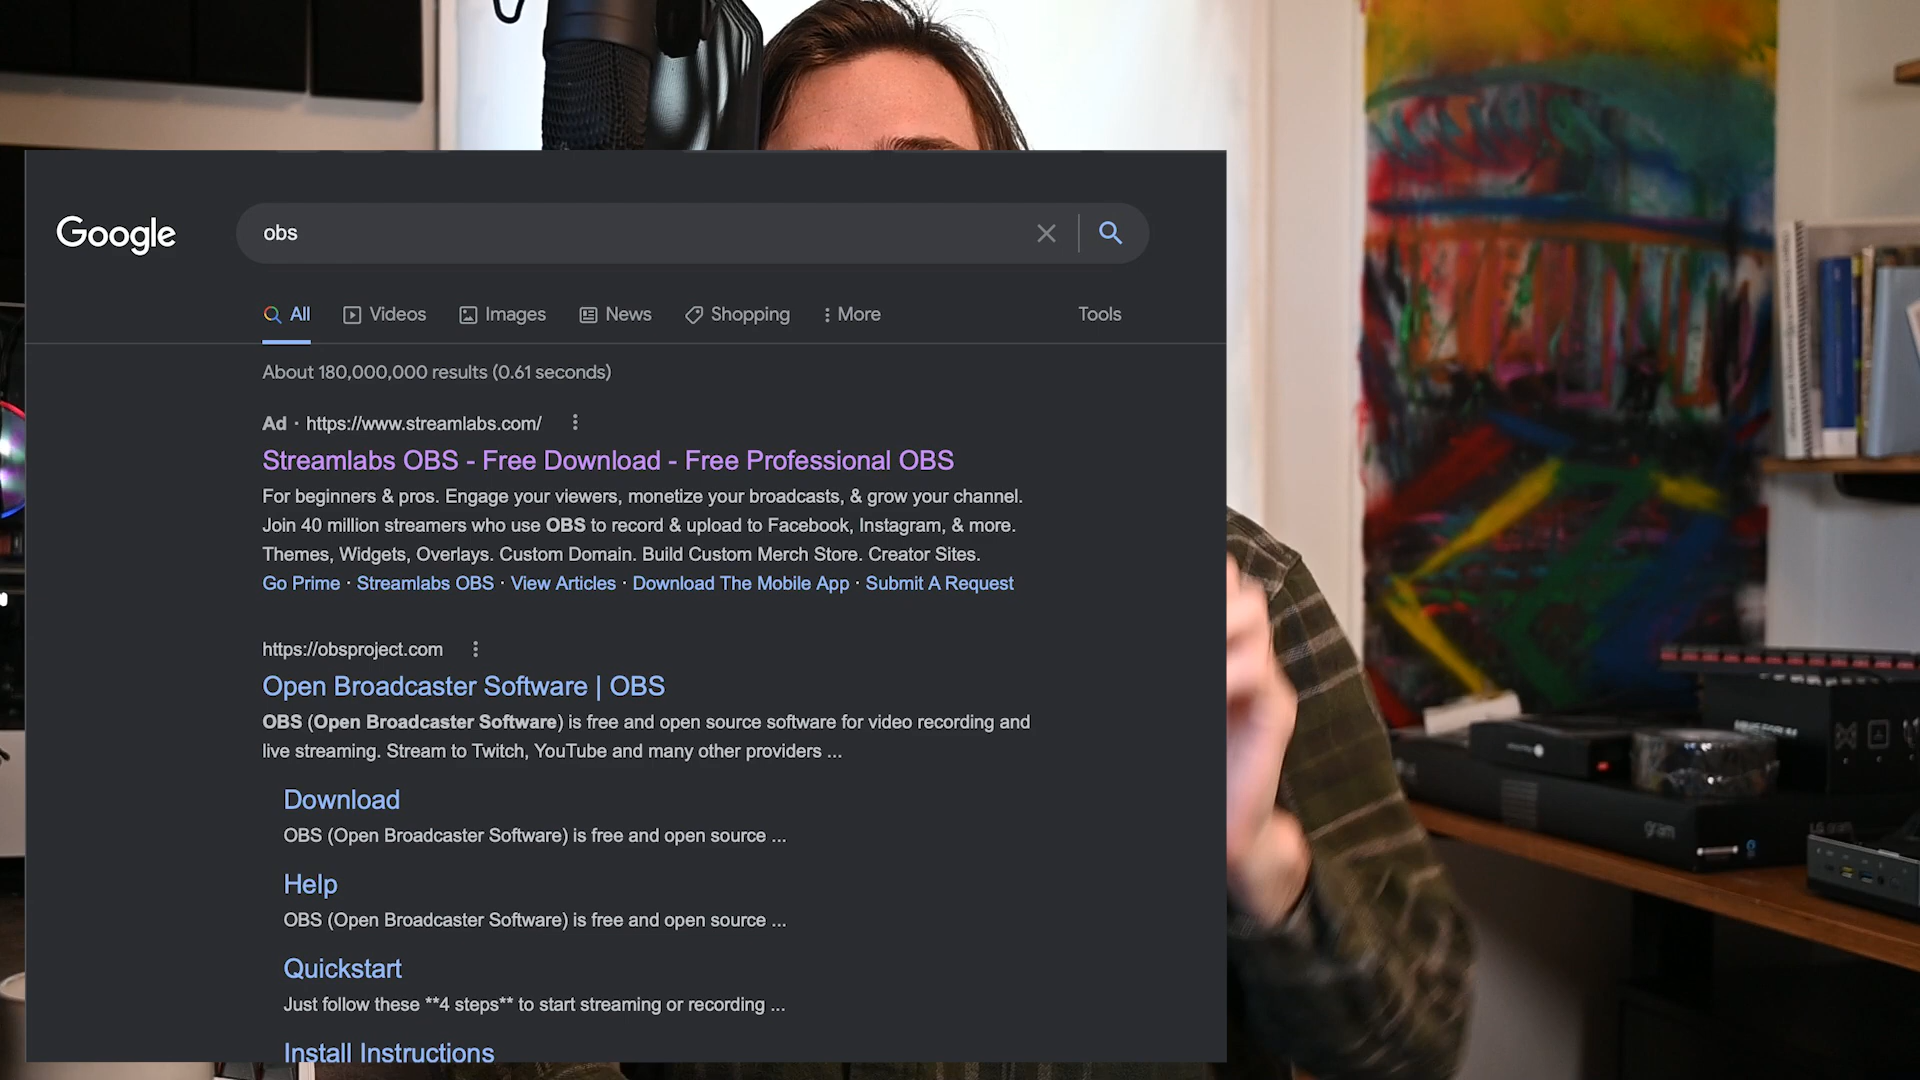 Google
obs
All
Videos
Images
News
Shopping
More
Tools
About 180,000,000 results (0.61 seconds)
Ad · https://www.streamlabs.com/
Streamlabs OBS - Free Download - Free Professional OBS
For beginners & pros. Engage your viewers, monetize your broadcasts, & grow your channel.
Join 40 million streamers who use OBS to record & upload to Facebook, Instagram, & more.
Themes, Widgets, Overlays. Custom Domain. Build Custom Merch Store. Creator Sites.
Go Prime · Streamlabs OBS · View Articles · Download The Mobile App · Submit A Request
https://obsproject.com
Open Broadcaster Software | OBS
OBS (Open Broadcaster Software) is free and open source software for video recording and
live streaming. Stream to Twitch, YouTube and many other providers ...
Download
OBS (Open Broadcaster Software) is free and open source ...
Help
OBS (Open Broadcaster Software) is free and open source ...
Quickstart
Just follow these **4 steps** to start streaming or recording ...
Install Instructions
gram
LG gram